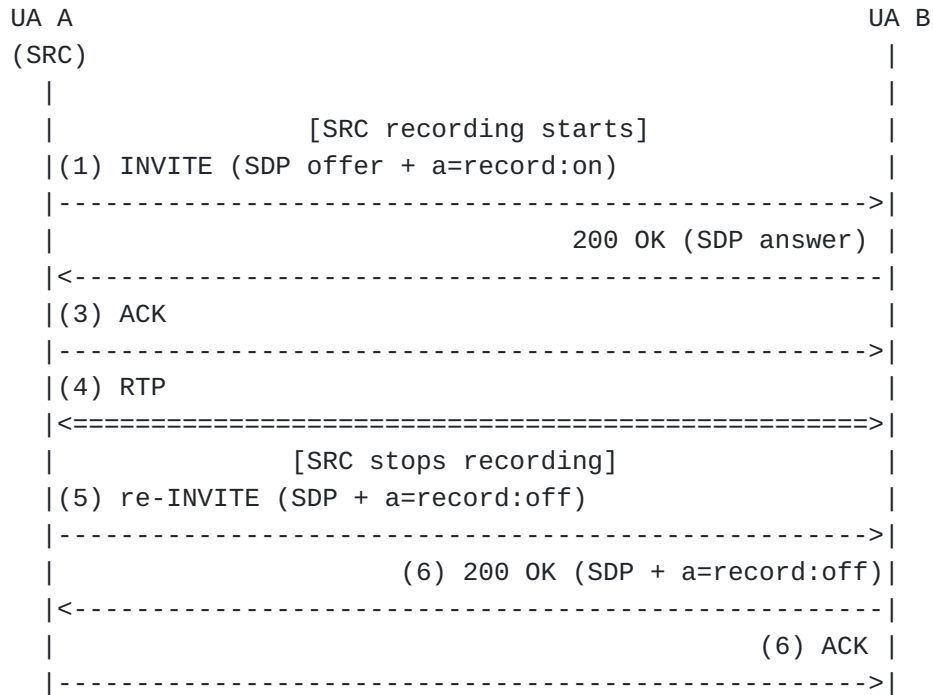 UA A UA B
(SRC) |
| |
| [SRC recording starts] |
|(1) INVITE (SDP offer + a=record:on) |
|---------------------------------------------------->|
| 200 OK (SDP answer) |
|<----------------------------------------------------|
|(3) ACK |
|---------------------------------------------------->|
|(4) RTP |
|<===================================================>|
| [SRC stops recording] |
|(5) re-INVITE (SDP + a=record:off) |
|---------------------------------------------------->|
| (6) 200 OK (SDP + a=record:off)|
|<----------------------------------------------------|
| (6) ACK |
|---------------------------------------------------->|